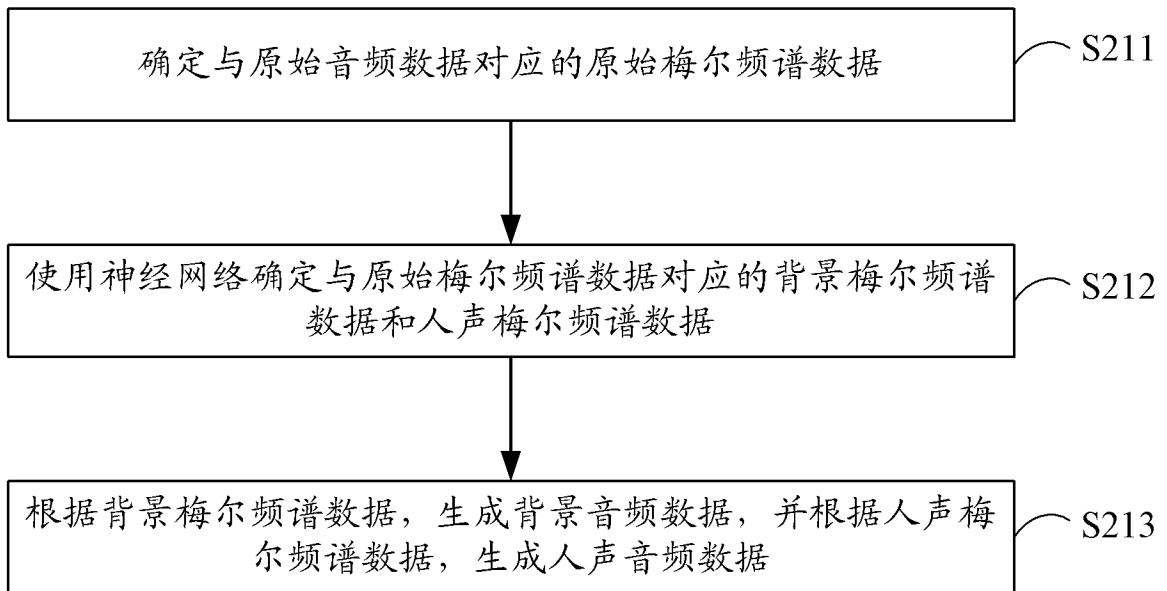 确定与原始音频数据对应的原始梅尔频谱数据
S211
使用神经网络确定与原始梅尔频谱数据对应的背景梅尔频谱
数据和人声梅尔频谱数据
S212
根据背景梅尔频谱数据，生成背景音频数据，并根据人声梅
尔频谱数据，生成人声音频数据
S213